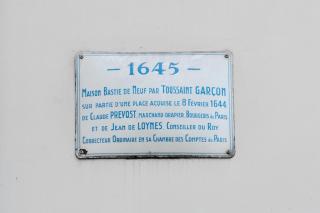 - 1645 -
MAISON BASTIE DE NEUF PAR TOUSSAINT GARÇON
SUR PARTIE D'UNE PLACE ACQUISE LE 8 FÉVRIER 1644
DE CLAUDE PREVOST, MARCHAND DRAPIER BOURGEOIS DE PARIS
ET DE JEAN DE LOYNES, CONSEILLER DU ROY
CORRECTEUR ORDINAIRE EN SA CHAMBRE DES COMPTES DE PARIS